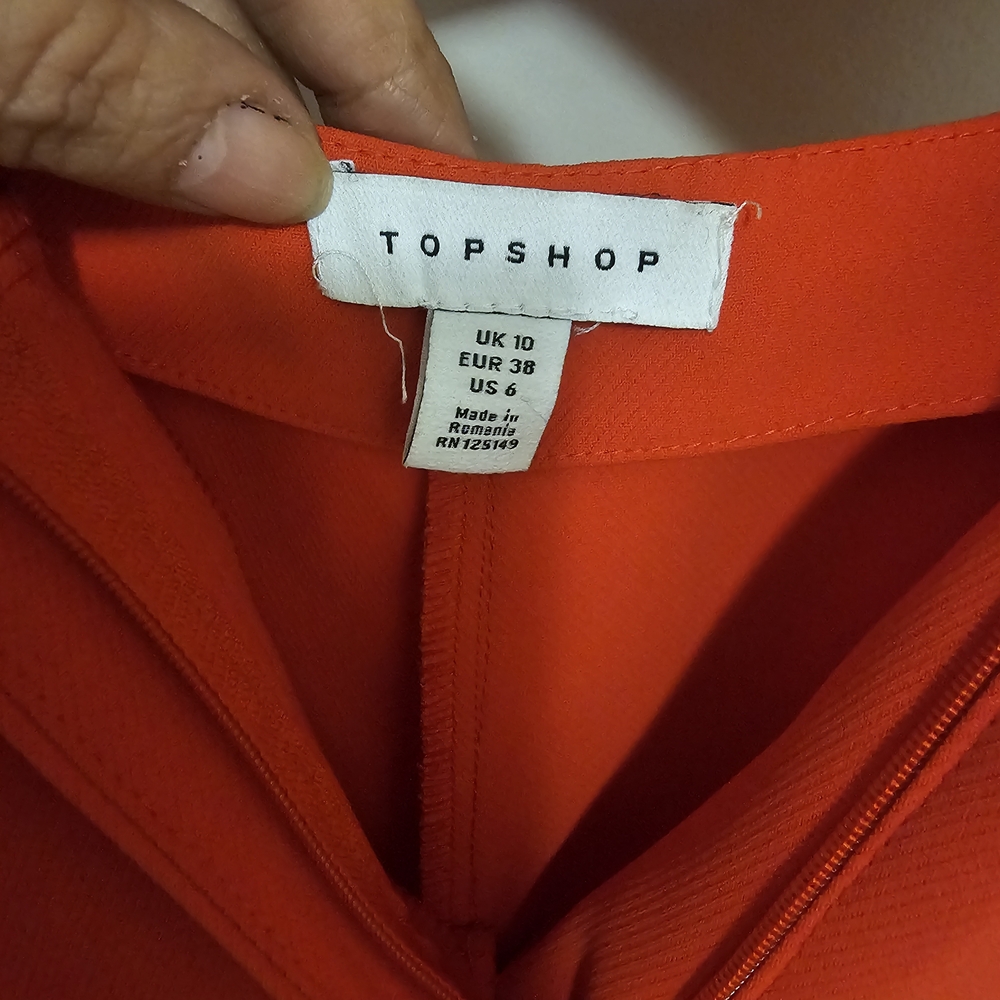 TOPSHOP
UK 10
EUR 38
US 6
Made in
Romania
RN125149